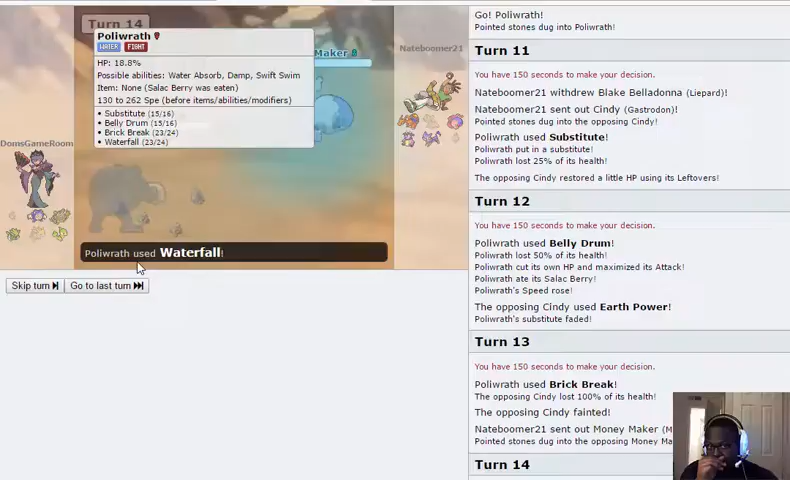 Turn 14
Poliwrath
WATER FIGHT
HP: 18.8%
Possible abilities: Water Absorb, Damp, Swift Swim
Item: None (Salac Berry was eaten)
130 to 262 Spe (before items/abilities/modifiers)
• Substitute (15/16)
• Belly Drum (15/16)
• Brick Break (23/24)
• Waterfall (23/24)
Maker
Nateboomer21
DomsGameRoom
Poliwrath used Waterfall!
Skip turn
Go to last turn
Go! Poliwrath!
Pointed stones dug into Poliwrath!
Turn 11
You have 150 seconds to make your decision.
Nateboomer21 withdrew Blake Belladonna (Liepard)!
Nateboomer21 sent out Cindy (Gastrodon)!
Pointed stones dug into the opposing Cindy!
Poliwrath used Substitute!
Poliwrath put in a substitute!
Poliwrath lost 25% of its health!
The opposing Cindy restored a little HP using its Leftovers!
Turn 12
You have 150 seconds to make your decision.
Poliwrath used Belly Drum!
Poliwrath lost 50% of its health!
Poliwrath cut its own HP and maximized its Attack!
Poliwrath ate its Salac Berry!
Poliwrath's Speed rose!
The opposing Cindy used Earth Power!
Poliwrath's substitute faded!
Turn 13
You have 150 seconds to make your decision.
Poliwrath used Brick Break!
The opposing Cindy lost 100% of its health!
The opposing Cindy fainted!
Nateboomer21 sent out Money Maker (M
Pointed stones dug into the opposing Money Ma
Turn 14